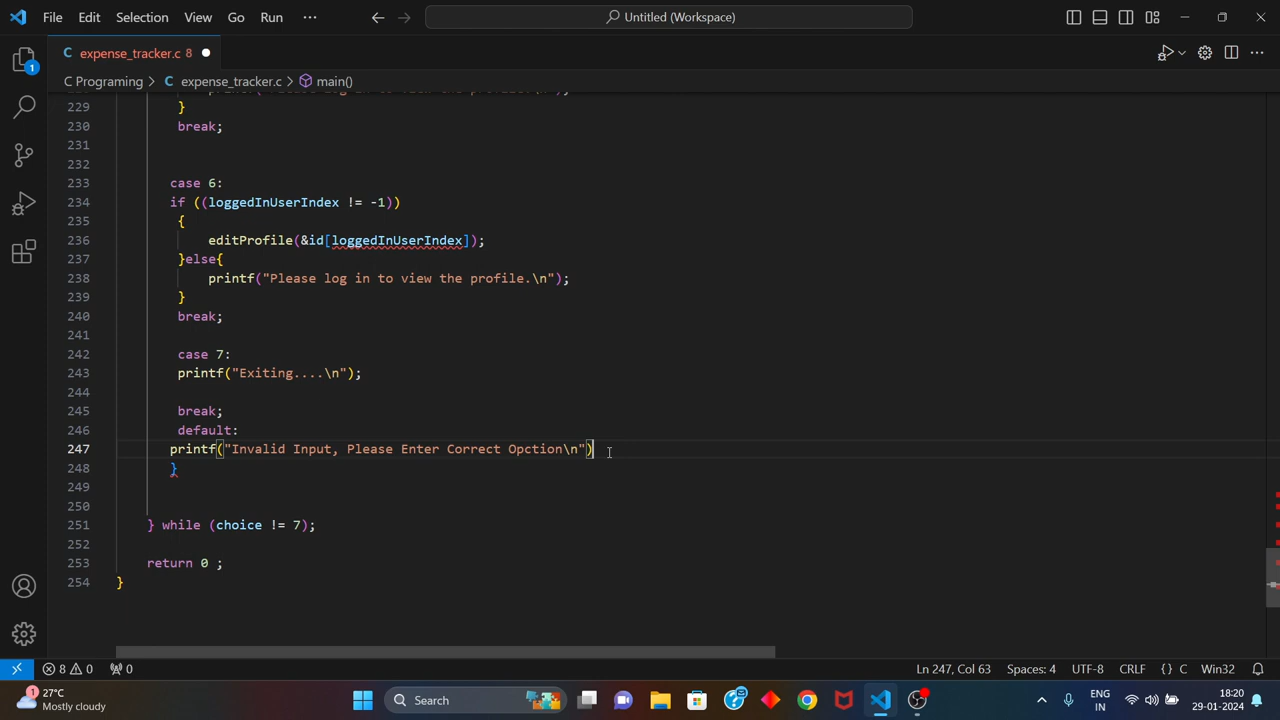 File Edit Selection View Go Run ··· Untitled (Workspace)
expense_tracker.c 8
C Programing > C expense_tracker.c > main()
229 }
230 break;
231
232
233 case 6:
234 if ((loggedInUserIndex != -1))
235 {
236 editProfile(&id[loggedInUserIndex]);
237 }else{
238 printf("Please log in to view the profile.\n");
239 }
240 break;
241
242 case 7:
243 printf("Exiting....\n");
244
245 break;
246 default:
247 printf("Invalid Input, Please Enter Correct Opction\n")
248 }
249
250
251 } while (choice != 7);
252
253 return 0 ;
254 }
1
8 0 0 Ln 247, Col 63 Spaces: 4 UTF-8 CRLF {} C Win32
1 27°C
Mostly cloudy
Search
ENG
IN
18:20
29-01-2024